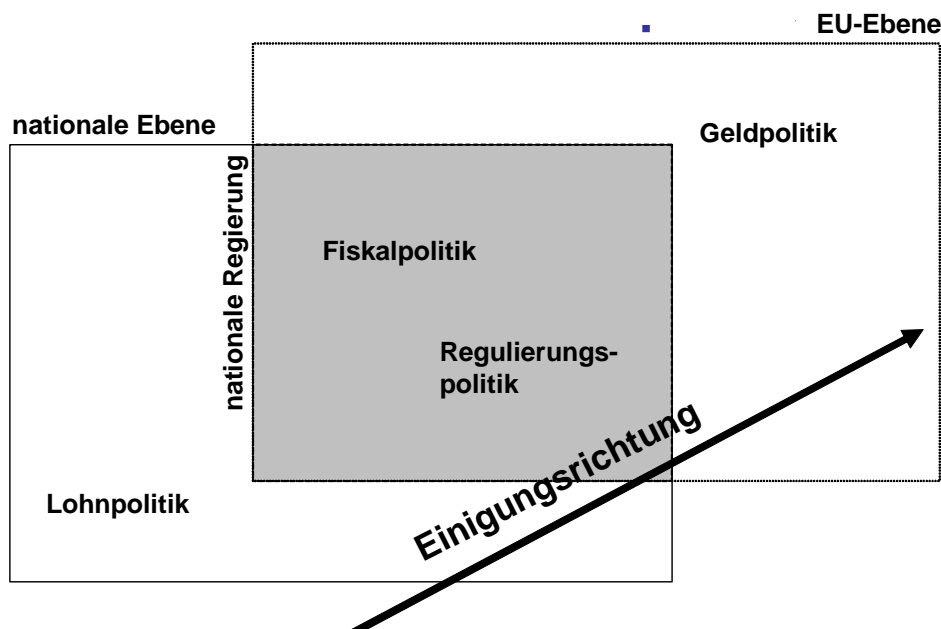 EU-Ebene
nationale Ebene
Geldpolitik
nationale Regierung
Fiskalpolitik
Regulierungs-
politik
Einigungsrichtung
Lohnpolitik